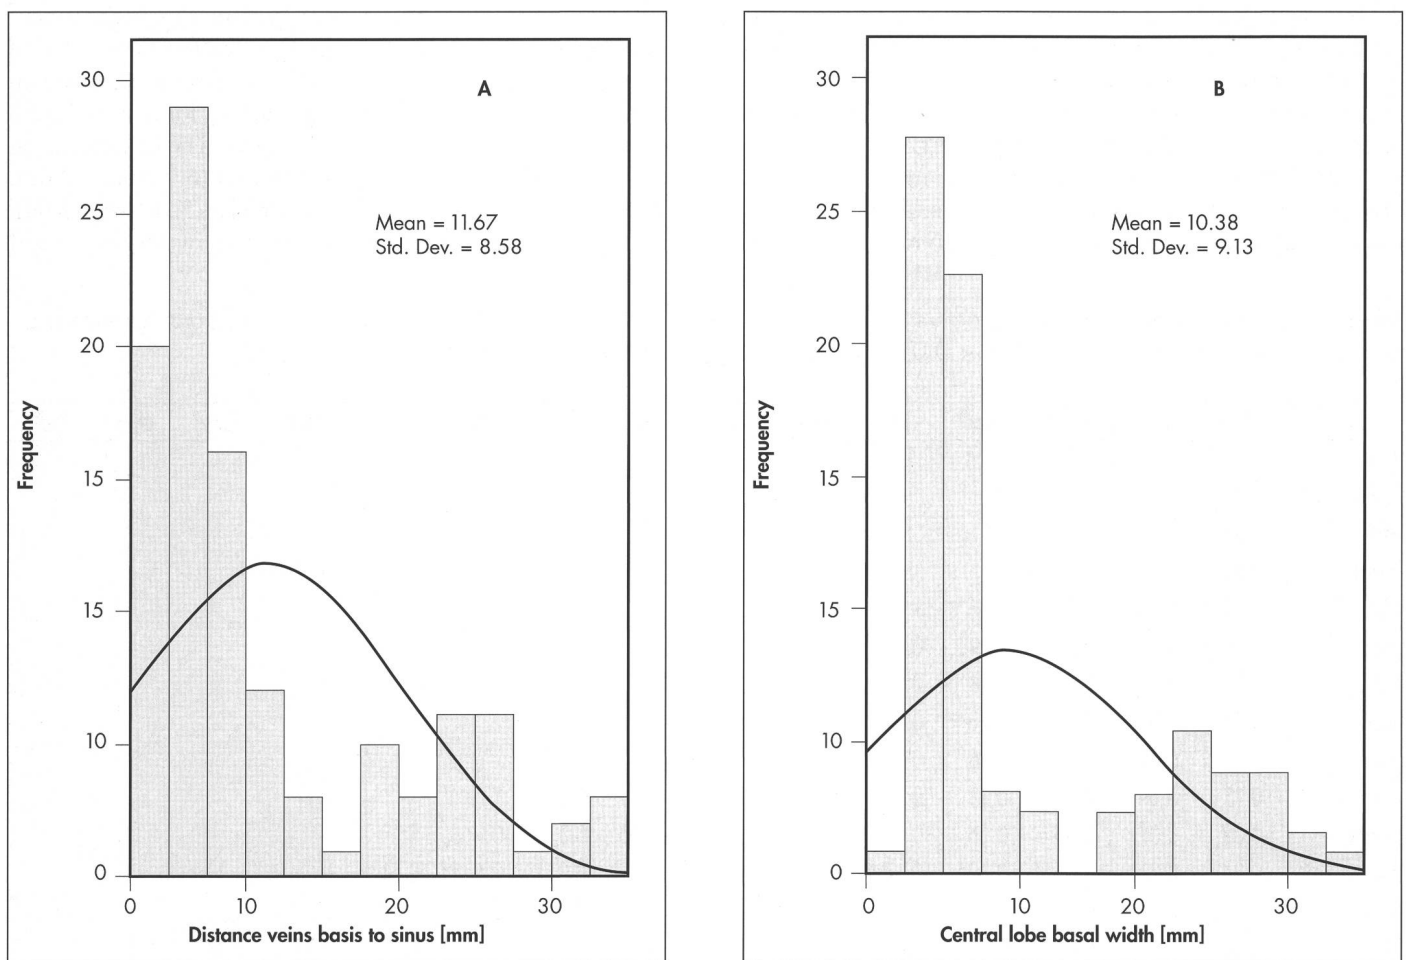 A
Mean = 11.67
Std. Dev. = 8.58
Frequency
30
25
20
15
15
10
0
0
10
20
30
Distance veins basis to sinus [mm]
B
Mean = 10.38
Std. Dev. = 9.13
Frequency
30
25
20
15
15
10
0
0
10
20
30
Central lobe basal width [mm]